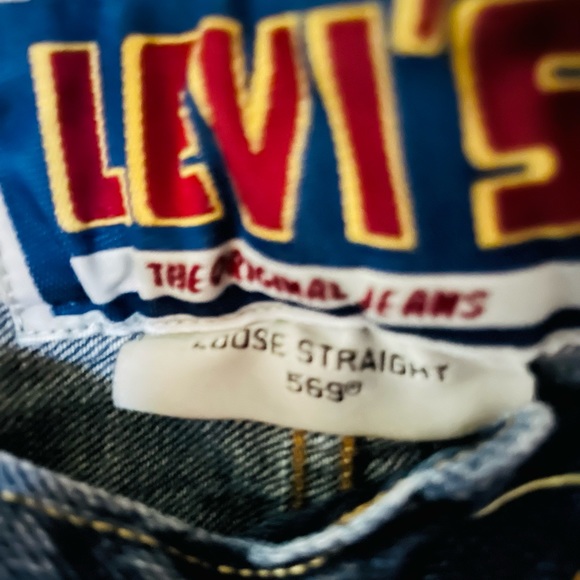 LEVI'S
THE ORIGINAL JEANS
LOOSE STRAIGHT
569®